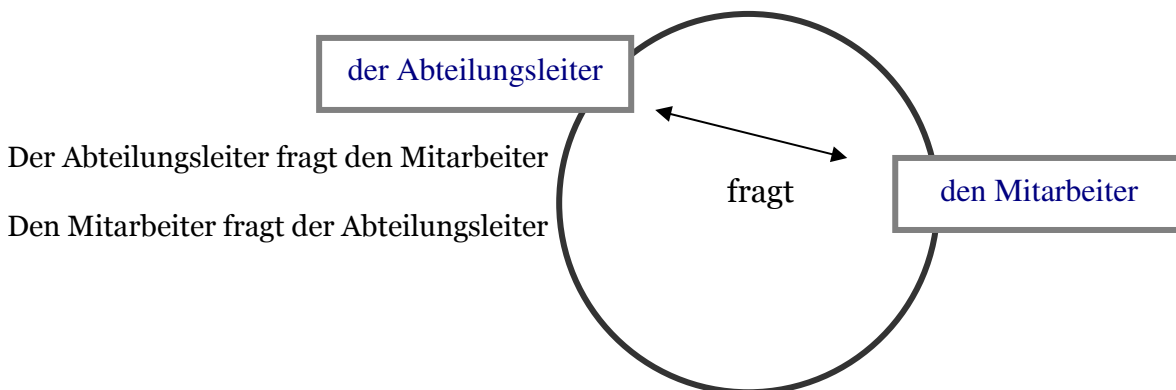 der Abteilungsleiter
Der Abteilungsleiter fragt den Mitarbeiter
fragt
den Mitarbeiter
Den Mitarbeiter fragt der Abteilungsleiter